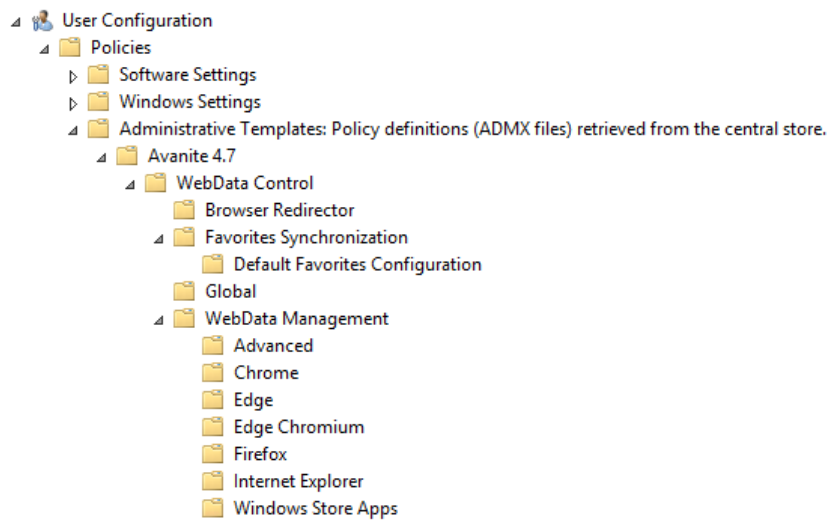 User Configuration
Policies
Software Settings
Windows Settings
Administrative Templates: Policy definitions (ADMX files) retrieved from the central store.
Avanite 4.7
WebData Control
Browser Redirector
Favorites Synchronization
Default Favorites Configuration
Global
WebData Management
Advanced
Chrome
Edge
Edge Chromium
Firefox
Internet Explorer
Windows Store Apps